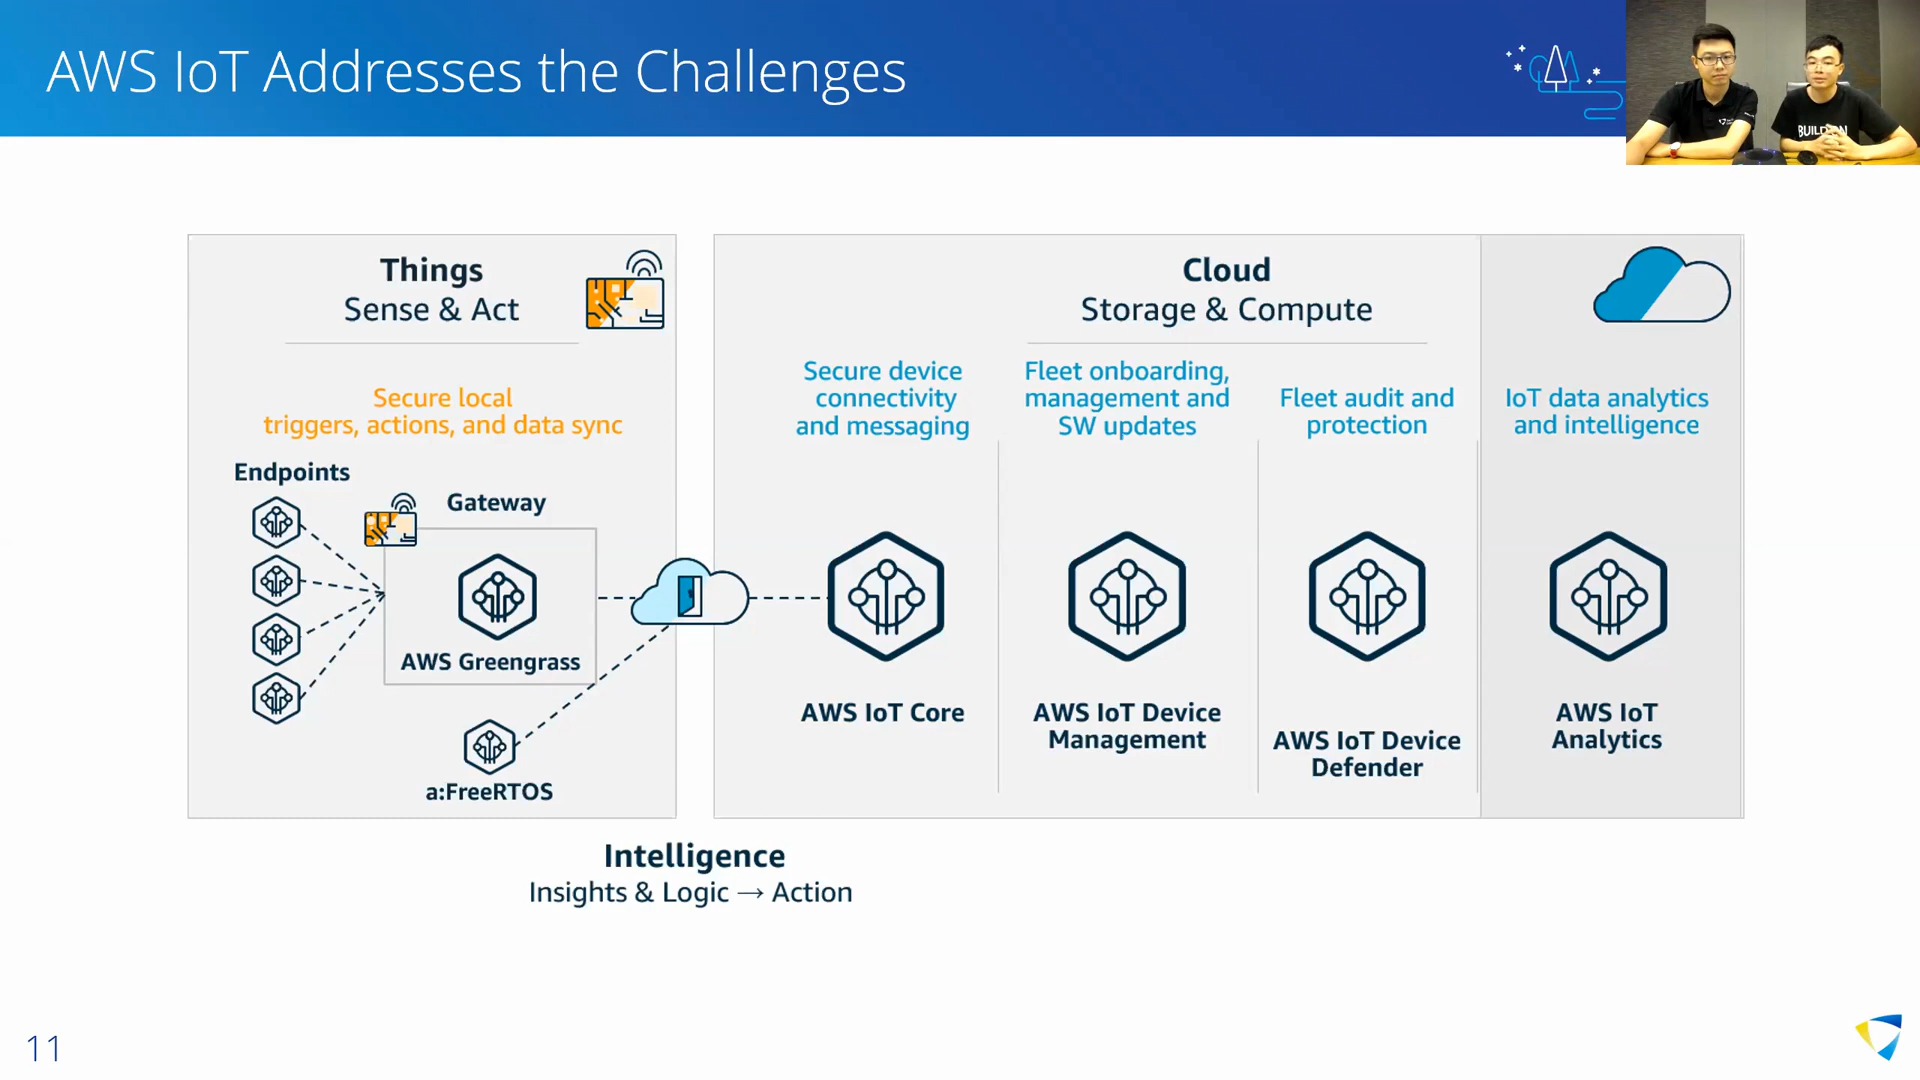 AWS IoT Addresses the Challenges
BUILD ON
Things
Sense & Act
Secure local
triggers, actions, and data sync
Endpoints
Gateway
AWS Greengrass
a:FreeRTOS
Cloud
Storage & Compute
Secure device
connectivity
and messaging
AWS IoT Core
Fleet onboarding,
management and
SW updates
AWS IoT Device
Management
Fleet audit and
protection
AWS IoT Device
Defender
IoT data analytics
and intelligence
AWS IoT
Analytics
Intelligence
Insights & Logic → Action
11